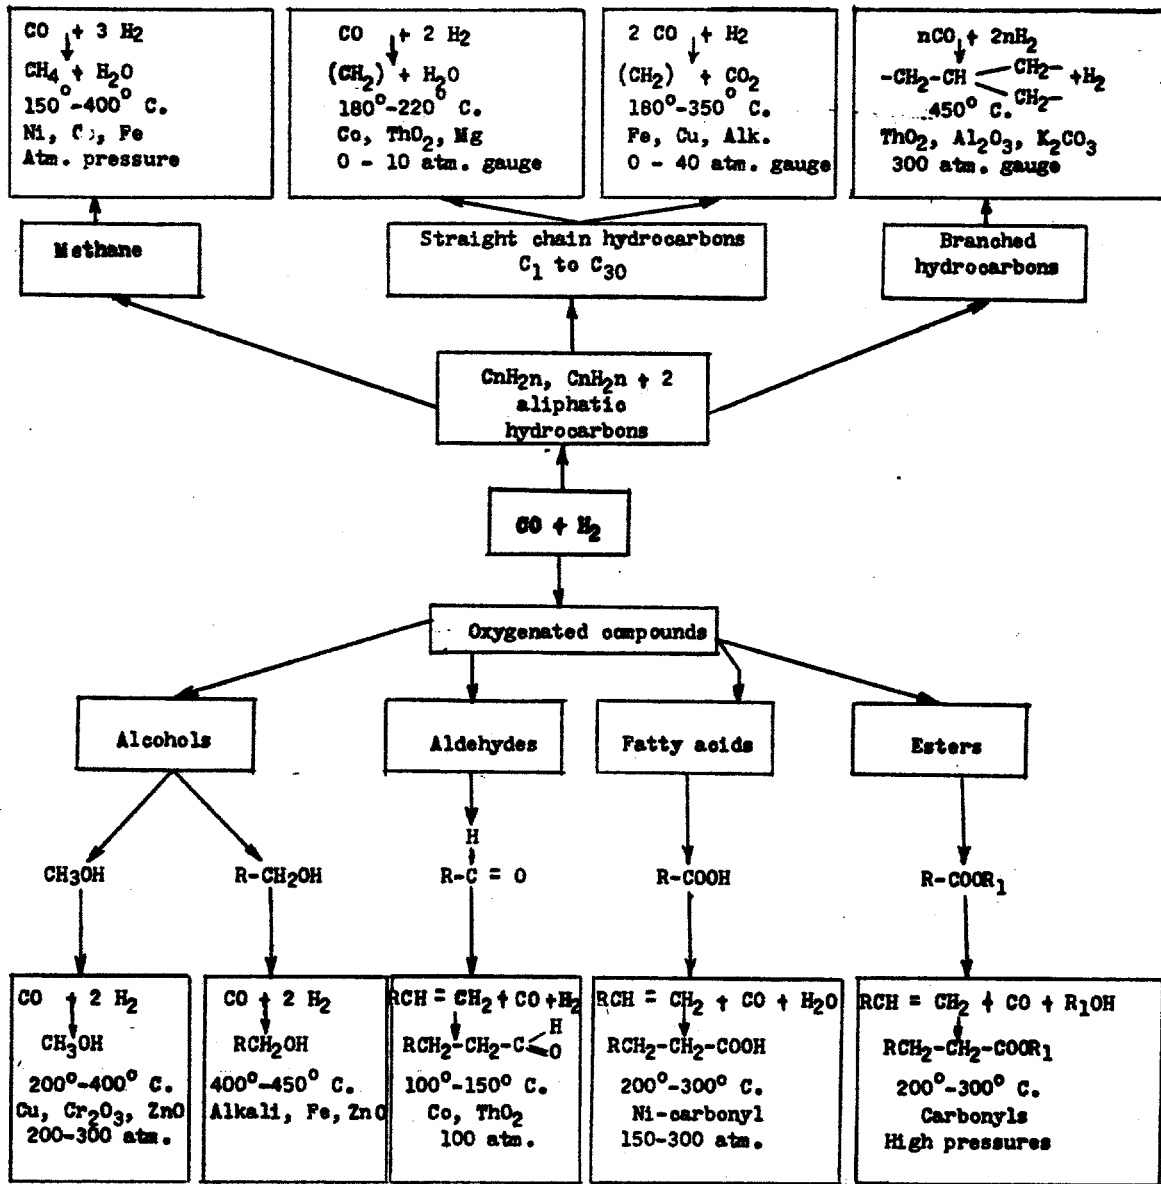 CO + 3 H2
CH4 + H2O
150°-400° C.
Ni, Co, Fe
Atm. pressure
CO + 2 H2
(CH2) + H2O
180°-220° C.
Co, ThO2, Mg
0 - 10 atm. gauge
2 CO + H2
(CH2) + CO2
180°-350° C.
Fe, Cu, Alk.
0 - 40 atm. gauge
nCO + 2nH2
-CH2-CH CH2- CH2- +H2
450° C.
ThO2, Al2O3, K2CO3
300 atm. gauge
Methane
Straight chain hydrocarbons
C1 to C30
Branched
hydrocarbons
CnH2n, CnH2n + 2
aliphatic
hydrocarbons
CO + H2
Oxygenated compounds
Alcohols
Aldehydes
Fatty acids
Esters
CH3OH
R-CH2OH
H
R-C = O
R-COOH
R-COOR1
CO + 2 H2
CH3OH
200°-400° C.
Cu, Cr2O3, ZnO
200-300 atm.
CO + 2 H2
RCH2OH
400°-450° C.
Alkali, Fe, ZnO
RCH = CH2 + CO + H2
RCH2-CH2-C H O
100°-150° C.
Co, ThO2
100 atm.
RCH = CH2 + CO + H2O
RCH2-CH2-COOH
200°-300° C.
Ni-carbonyl
150-300 atm.
RCH = CH2 + CO + R1OH
RCH2-CH2-COOR1
200°-300° C.
Carbonyls
High pressures